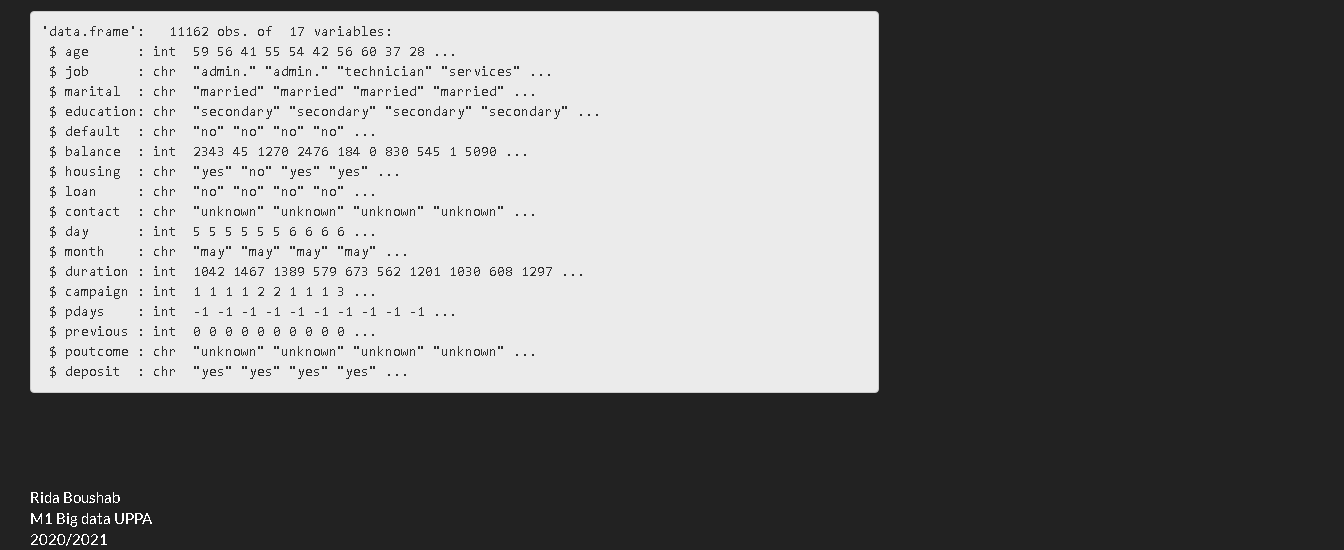 'data.frame':   11162 obs. of  17 variables:
 $ age      : int  59 56 41 55 54 42 56 60 37 28 ...
 $ job      : chr  "admin." "admin." "technician" "services" ...
 $ marital  : chr  "married" "married" "married" "married" ...
 $ education: chr  "secondary" "secondary" "secondary" "secondary" ...
 $ default  : chr  "no" "no" "no" "no" ...
 $ balance  : int  2343 45 1270 2476 184 0 830 545 1 5090 ...
 $ housing  : chr  "yes" "no" "yes" "yes" ...
 $ loan     : chr  "no" "no" "no" "no" ...
 $ contact  : chr  "unknown" "unknown" "unknown" "unknown" ...
 $ day      : int  5 5 5 5 5 5 6 6 6 6 ...
 $ month    : chr  "may" "may" "may" "may" ...
 $ duration : int  1042 1467 1389 579 673 562 1201 1030 608 1297 ...
 $ campaign : int  1 1 1 1 2 2 1 1 1 3 ...
 $ pdays    : int  -1 -1 -1 -1 -1 -1 -1 -1 -1 -1 ...
 $ previous : int  0 0 0 0 0 0 0 0 0 0 ...
 $ poutcome : chr  "unknown" "unknown" "unknown" "unknown" ...
 $ deposit  : chr  "yes" "yes" "yes" "yes" ...
Rida Boushab
M1 Big data UPPA
2020/2021